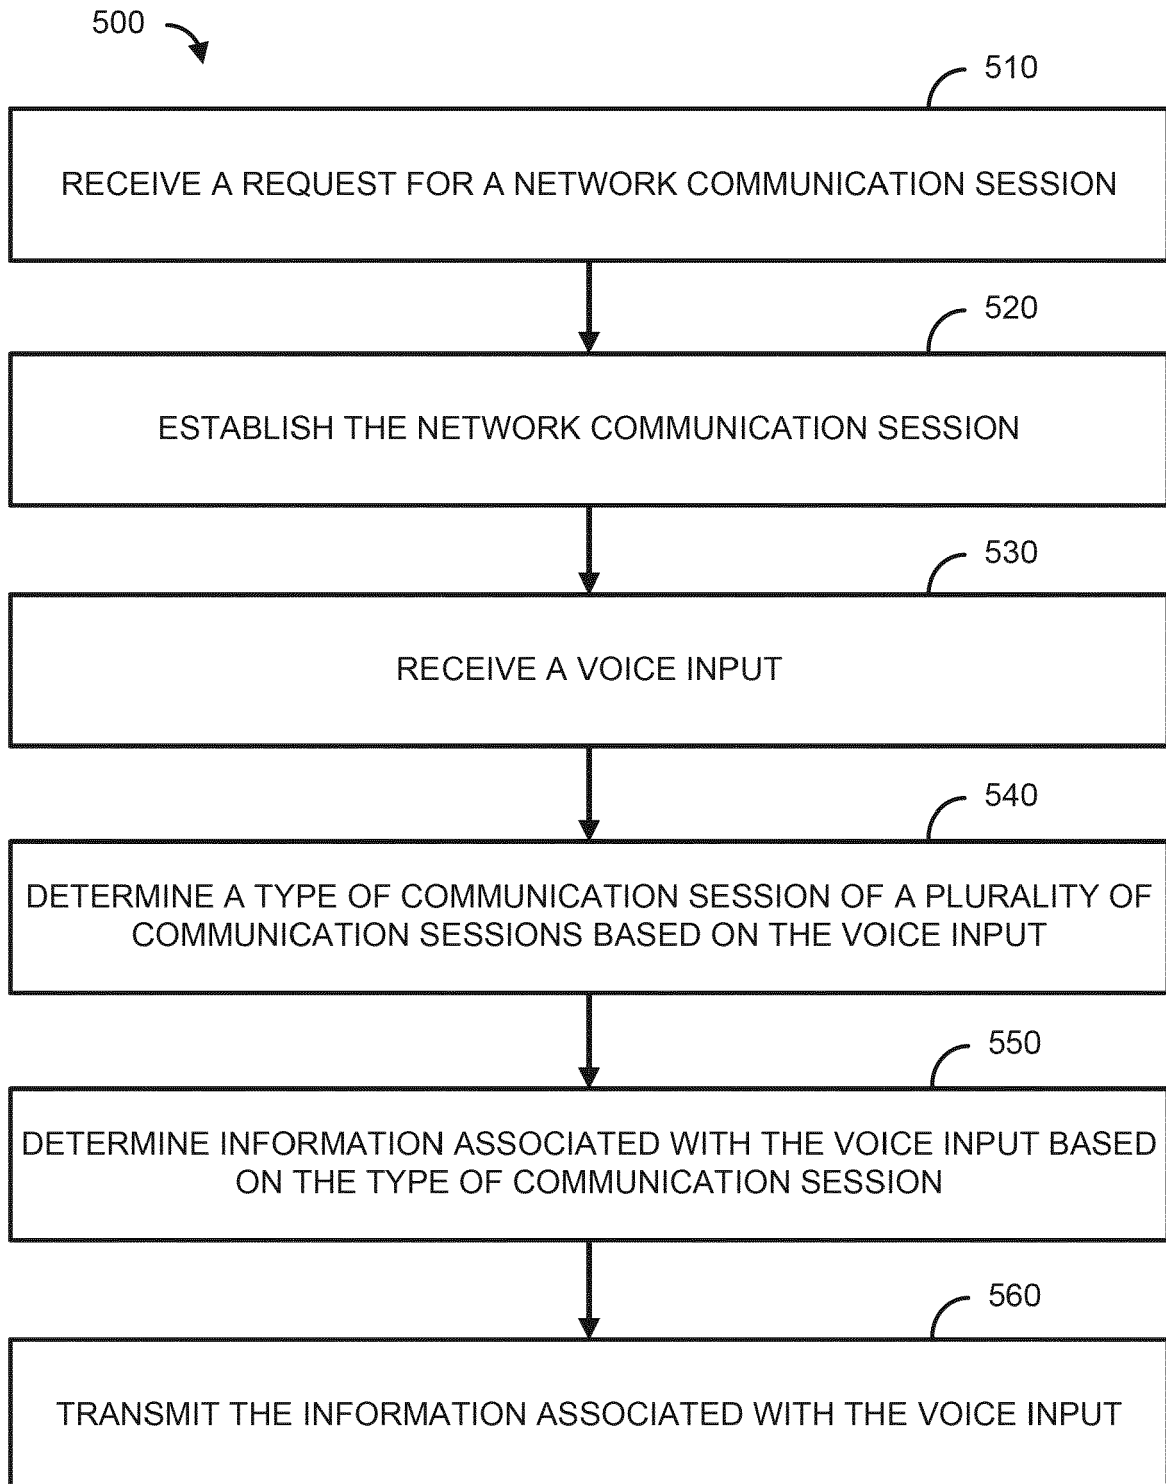 500
510
RECEIVE A REQUEST FOR A NETWORK COMMUNICATION SESSION
520
ESTABLISH THE NETWORK COMMUNICATION SESSION
530
RECEIVE A VOICE INPUT
540
DETERMINE A TYPE OF COMMUNICATION SESSION OF A PLURALITY OF
COMMUNICATION SESSIONS BASED ON THE VOICE INPUT
550
DETERMINE INFORMATION ASSOCIATED WITH THE VOICE INPUT BASED
ON THE TYPE OF COMMUNICATION SESSION
560
TRANSMIT THE INFORMATION ASSOCIATED WITH THE VOICE INPUT